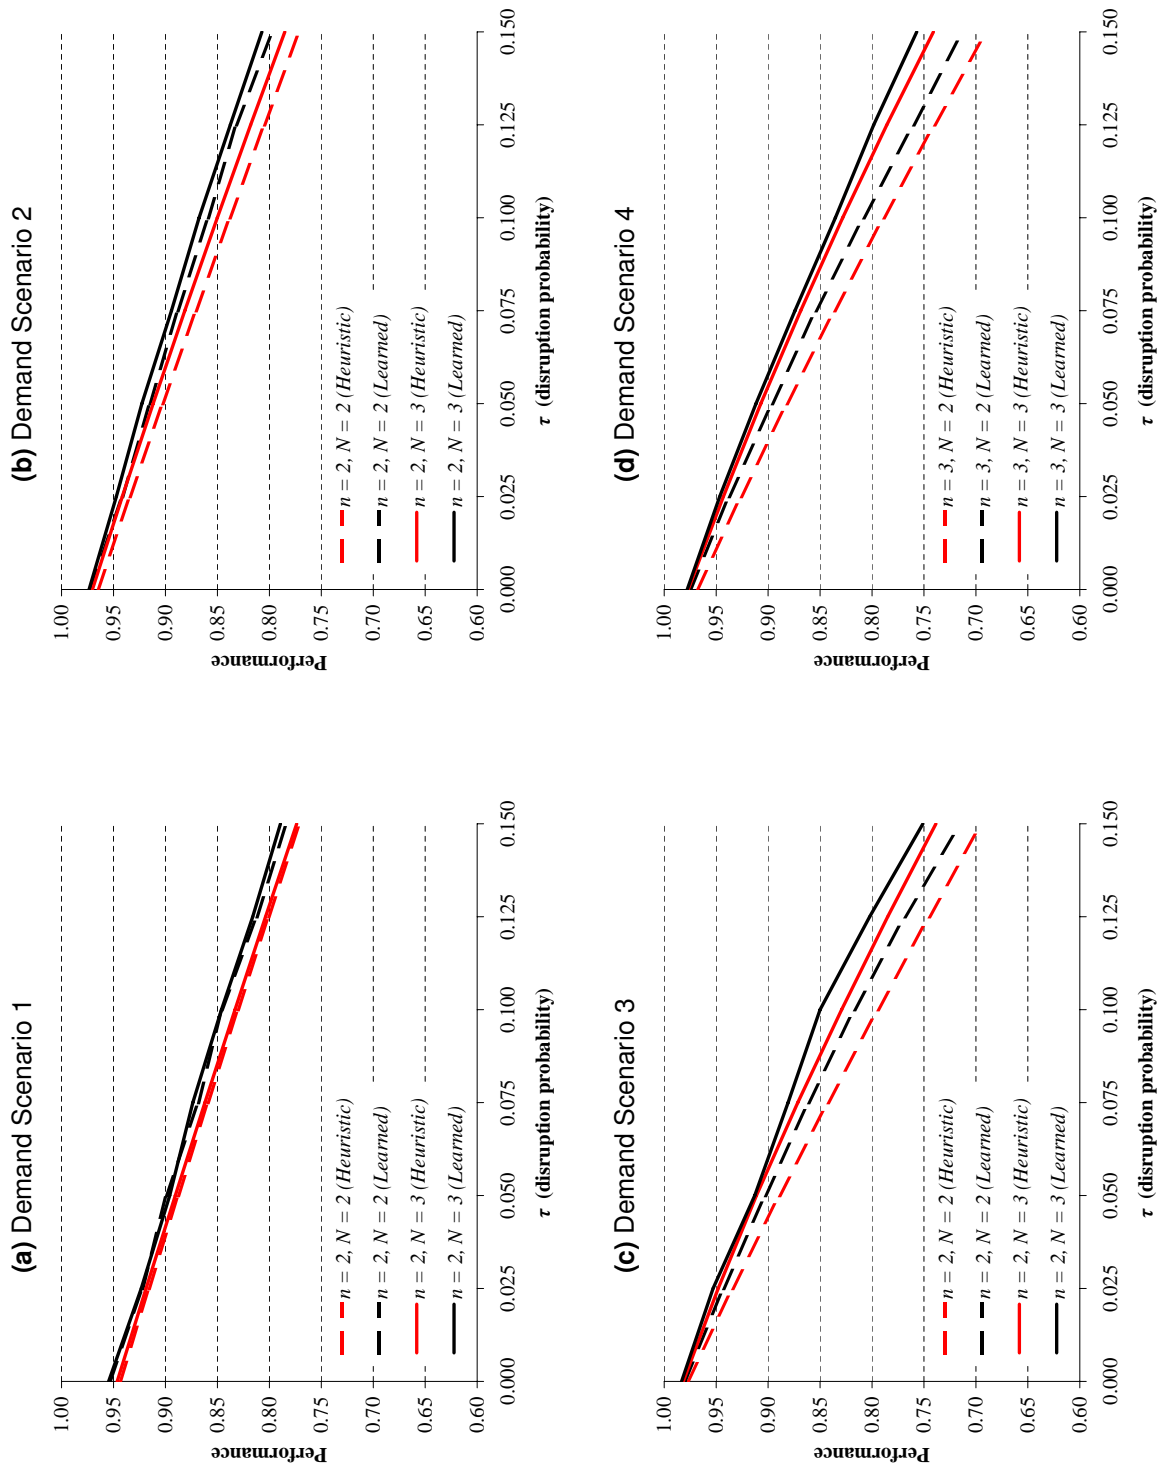 (a) Demand Scenario 1
Performance
1.00
0.95
0.90
0.85
0.80
0.75
0.70
0.65
0.60
n = 2, N = 2 (Heuristic)
n = 2, N = 2 (Learned)
n = 2, N = 3 (Heuristic)
n = 2, N = 3 (Learned)
0.000 0.025 0.050 0.075 0.100 0.125 0.150
τ (disruption probability)
(b) Demand Scenario 2
Performance
1.00
0.95
0.90
0.85
0.80
0.75
0.70
0.65
0.60
n = 2, N = 2 (Heuristic)
n = 2, N = 2 (Learned)
n = 2, N = 3 (Heuristic)
n = 2, N = 3 (Learned)
0.000 0.025 0.050 0.075 0.100 0.125 0.150
τ (disruption probability)
(c) Demand Scenario 3
Performance
1.00
0.95
0.90
0.85
0.80
0.75
0.70
0.65
0.60
n = 2, N = 2 (Heuristic)
n = 2, N = 2 (Learned)
n = 2, N = 3 (Heuristic)
n = 2, N = 3 (Learned)
0.000 0.025 0.050 0.075 0.100 0.125 0.150
τ (disruption probability)
(d) Demand Scenario 4
Performance
1.00
0.95
0.90
0.85
0.80
0.75
0.70
0.65
0.60
n = 3, N = 2 (Heuristic)
n = 3, N = 2 (Learned)
n = 3, N = 3 (Heuristic)
n = 3, N = 3 (Learned)
0.000 0.025 0.050 0.075 0.100 0.125 0.150
τ (disruption probability)